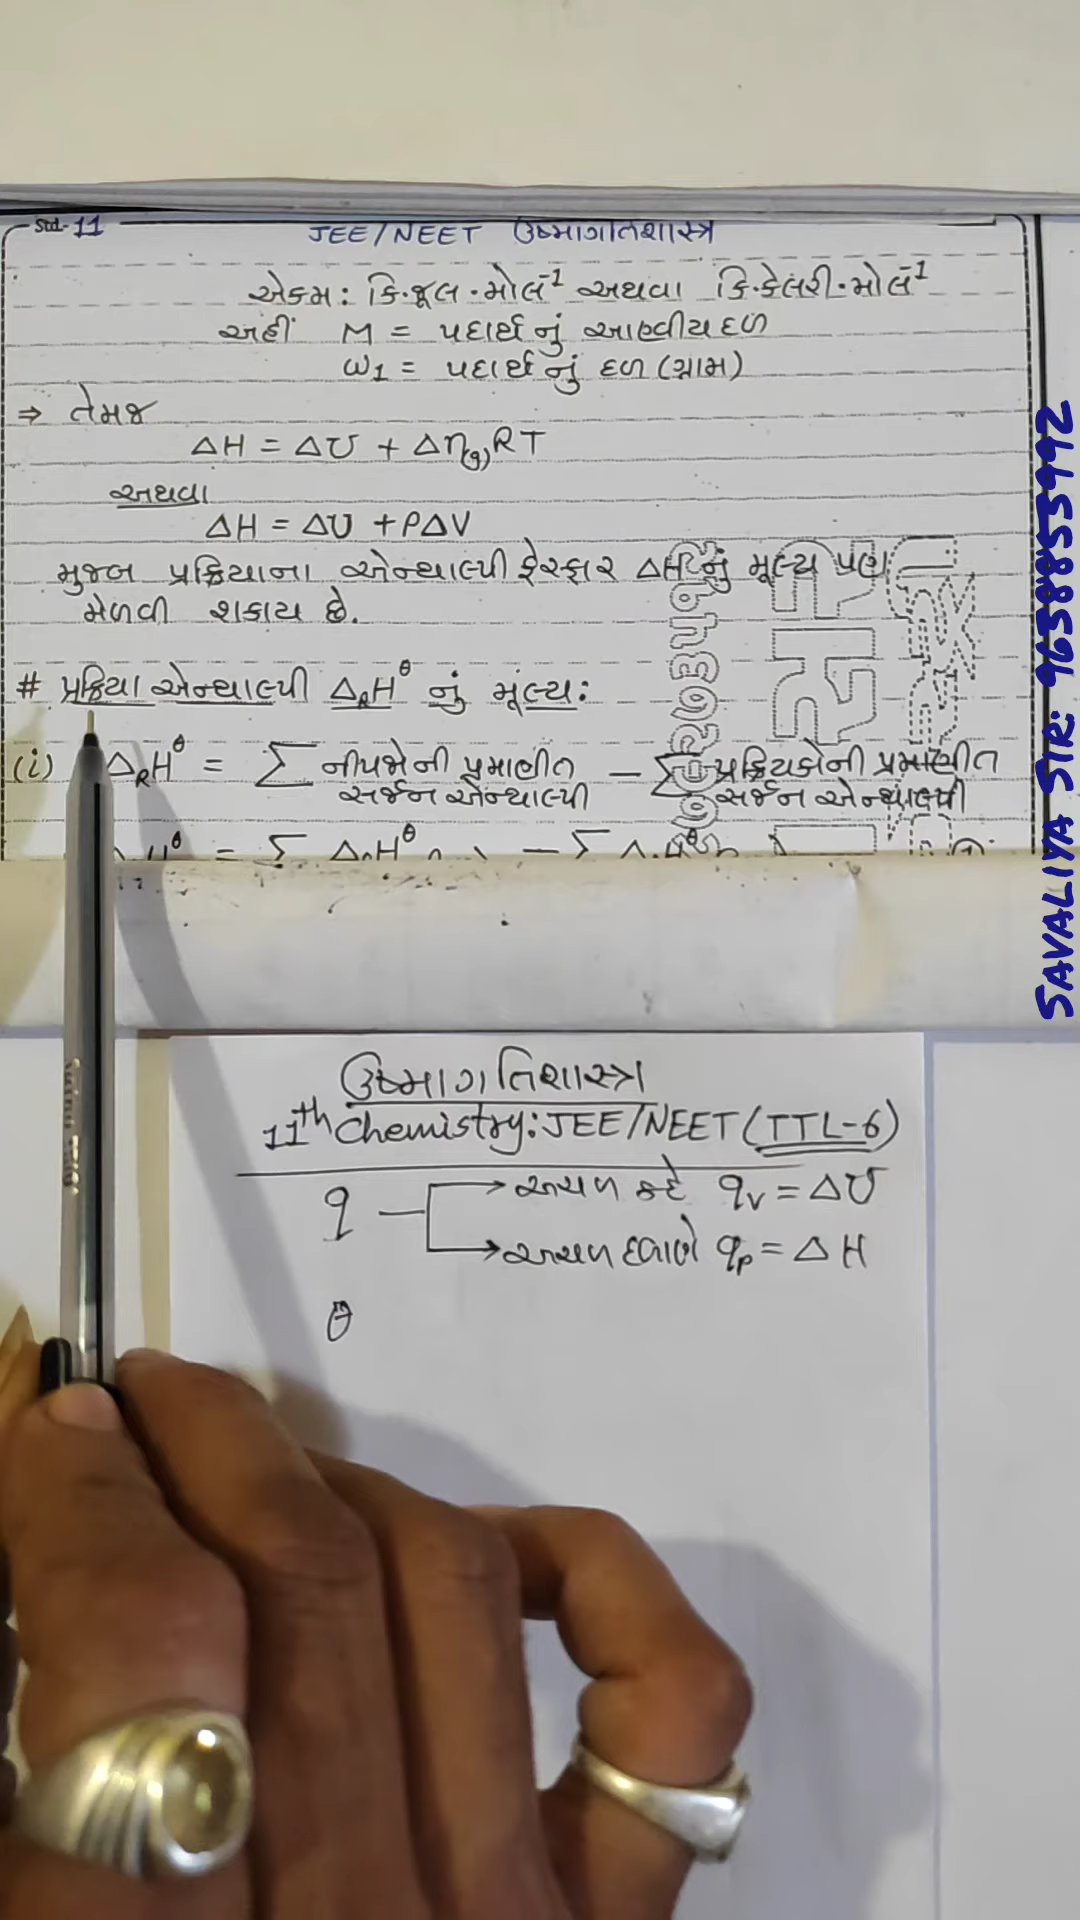 Std-11
JEE/NEET ઉષ્માગતિશાસ્ત્ર
એકમ: કિ.જૂલ.મોલ⁻¹ અથવા કિ.કેલરી.મોલ⁻¹
અહીં M = પદાર્થનું આણ્વીયદળ
W₁ = પદાર્થનું દળ (ગ્રામ)
⇒ તેમજ
ΔH = ΔU + Δn(g)RT
અથવા
ΔH = ΔU + PΔV
મુજબ પ્રક્રિયાના એન્થાલ્પી ફેરફાર ΔH નું મૂલ્ય પણ
મેળવી શકાય છે.
# પ્રક્રિયા એન્થાલ્પી ΔRH^θ નું મૂલ્ય:
(i) ΔRH^θ = Σ નીપજોની પ્રમાણીત સર્જન એન્થાલ્પી − Σ પ્રક્રિયકોની પ્રમાણીત સર્જન એન્થાલ્પી
SAVALIYA SIR: 9638853992
ઉષ્માગતિશાસ્ત્ર
11th Chemistry: JEE/NEET (TTL-6)
q → અચળ કદે qv = ΔU
→ અચળ દબાણે qp = ΔH
θ